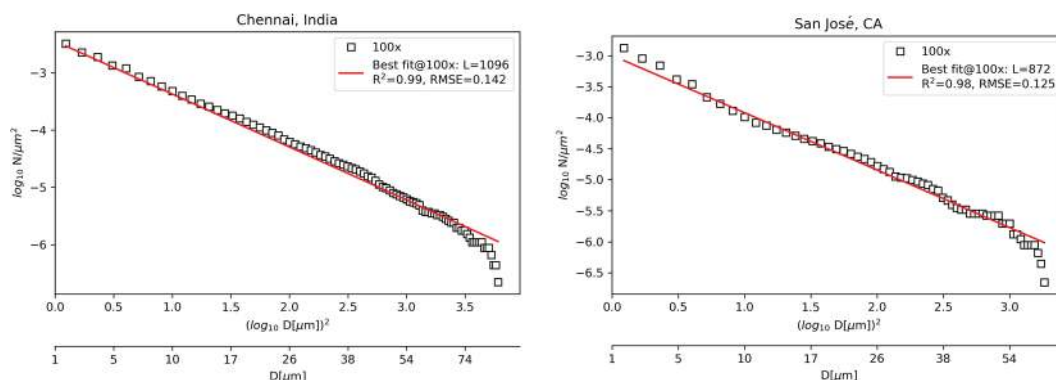 Chennai, India
100x
Best fit@100x: L=1096
R²=0.99, RMSE=0.142
log₁₀ N/μm²
−3
−4
−5
−6
0.0 0.5 1.0 1.5 2.0 2.5 3.0 3.5
(log₁₀ D[μm])²
1 5 10 17 26 38 54 74
D[μm]
San José, CA
100x
Best fit@100x: L=872
R²=0.98, RMSE=0.125
log₁₀ N/μm²
−3.0
−3.5
−4.0
−4.5
−5.0
−5.5
−6.0
−6.5
0.0 0.5 1.0 1.5 2.0 2.5 3.0
(log₁₀ D[μm])²
1 5 10 17 26 38 54
D[μm]